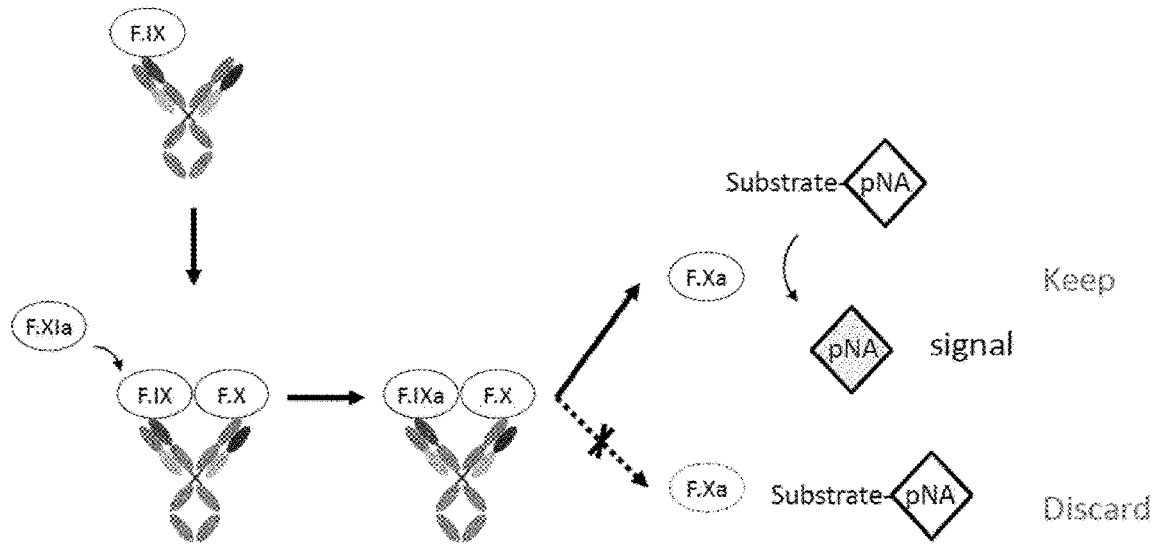 F.IX
Substrate pNA
F.Xa
Keep
F.XIa
pNA signal
F.IX F.X
F.IXa F.X
F.Xa
Substrate pNA
Discard